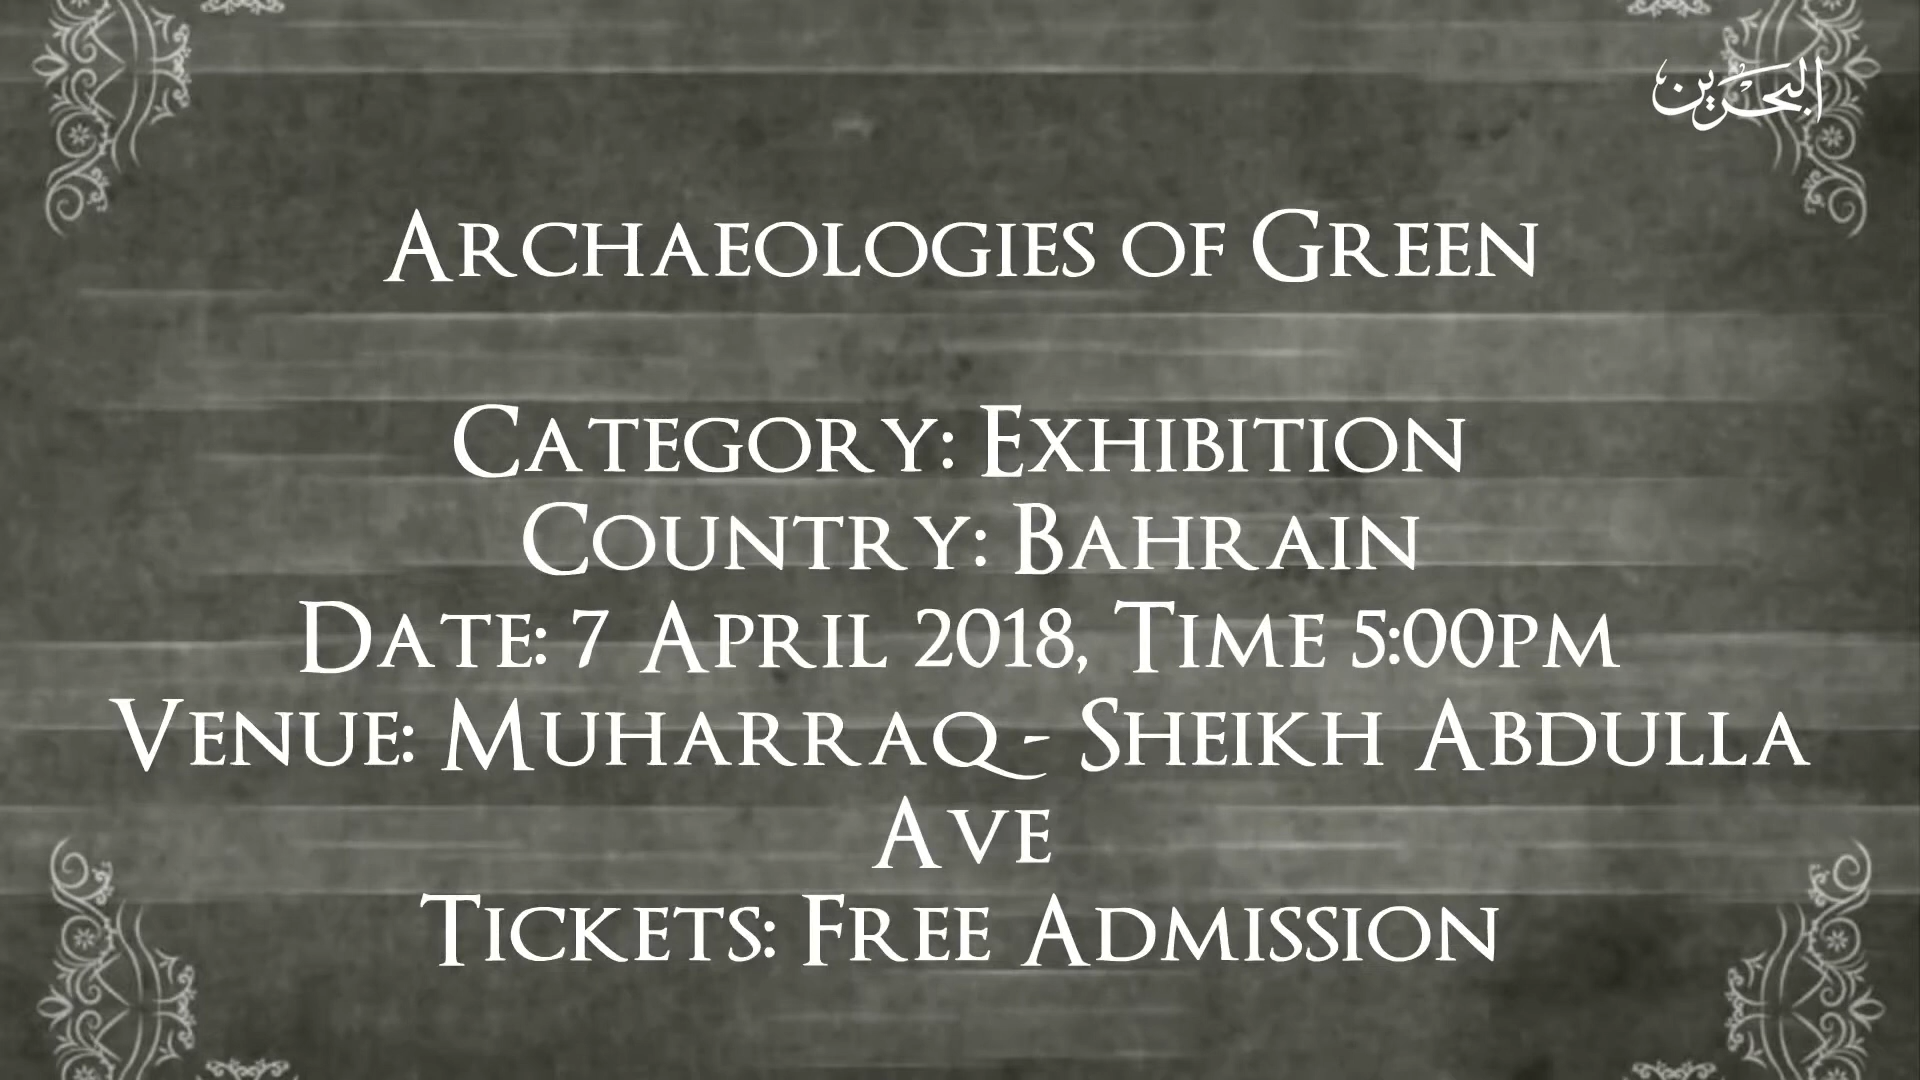 البحرين
Archaeologies of Green
Category: Exhibition
Country: Bahrain
Date: 7 April 2018, Time 5:00pm
Venue: Muharraq - Sheikh Abdulla
Ave
Tickets: Free Admission